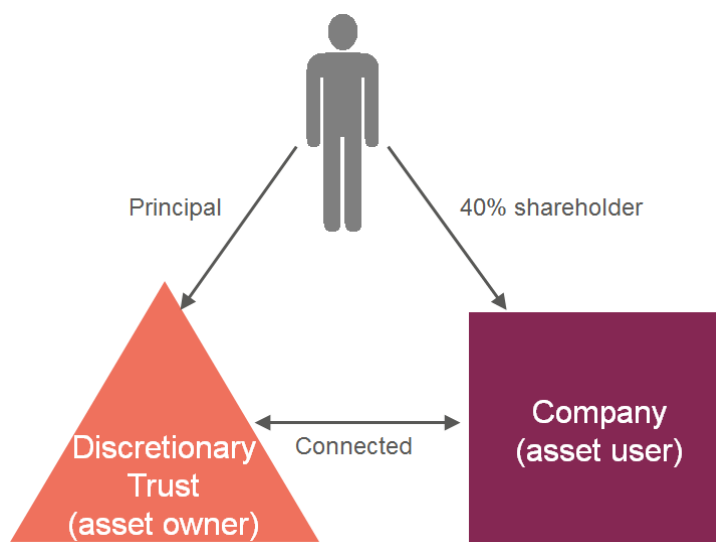 Principal
40% shareholder
Discretionary
Trust
(asset owner)
Connected
Company
(asset user)